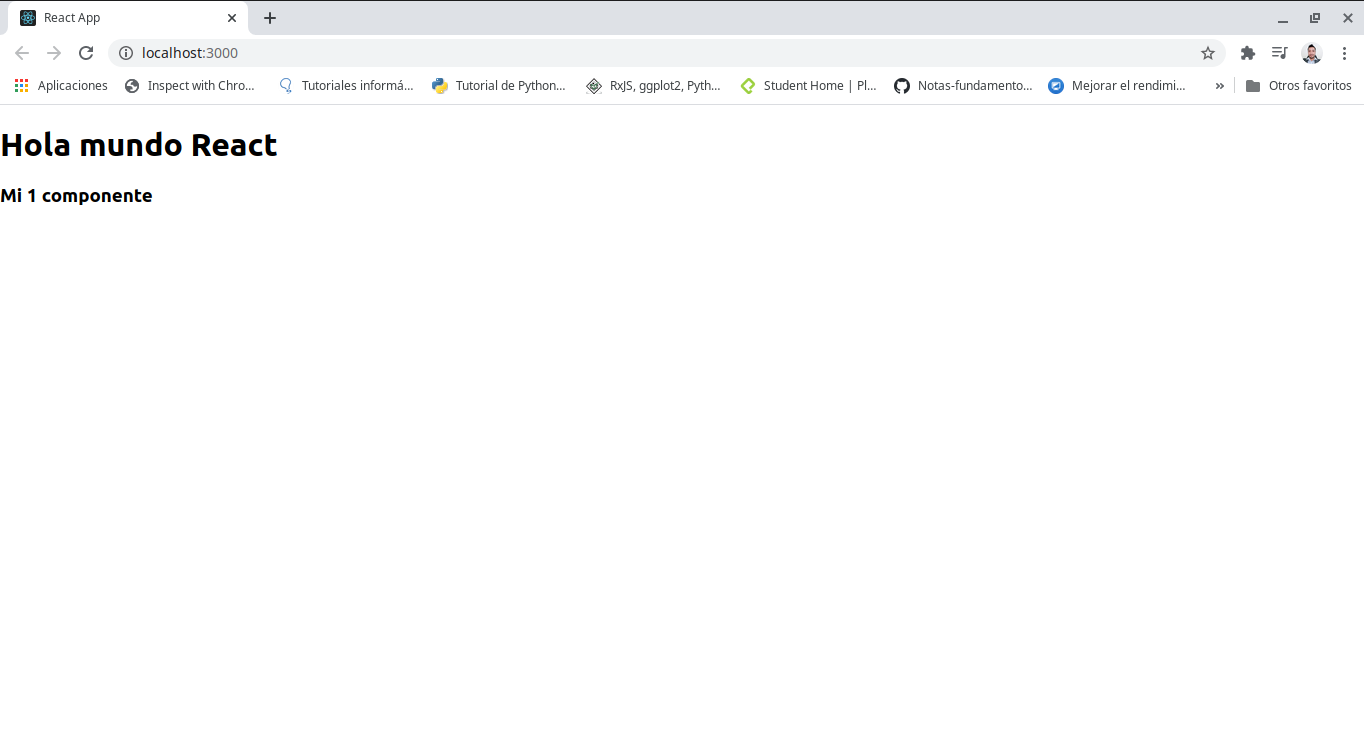 React App
localhost:3000
Aplicaciones Inspect with Chro... Tutoriales informá... Tutorial de Python... RxJS, ggplot2, Pyth... Student Home | Pl... Notas-fundamento... Mejorar el rendimi... » Otros favoritos
Hola mundo React
Mi 1 componente